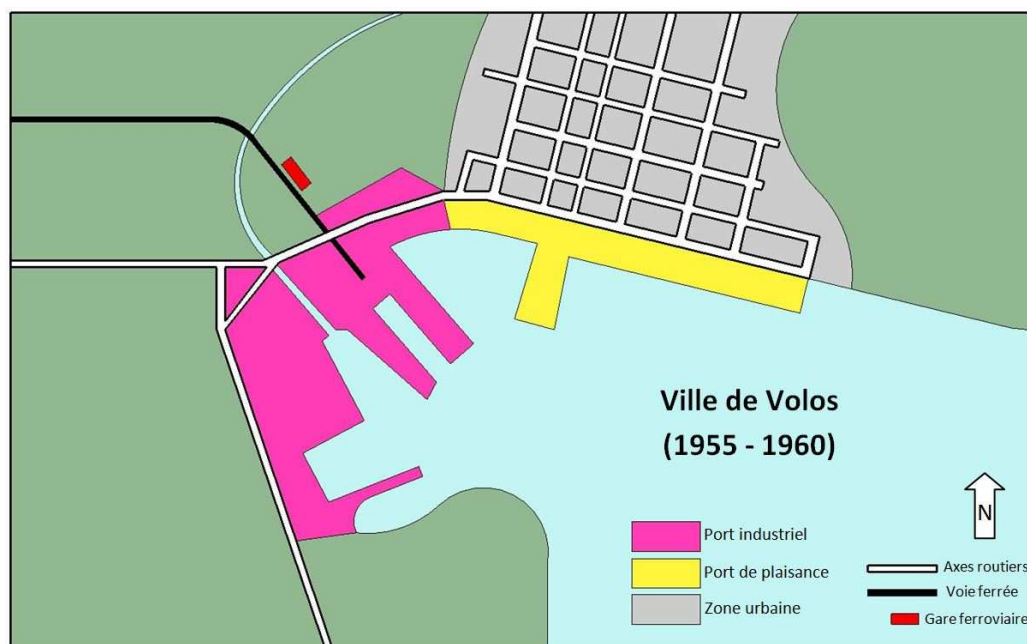 Ville de Volos
(1955 - 1960)
N
Port industriel
Port de plaisance
Zone urbaine
Axes routiers
Voie ferrée
Gare ferroviaire